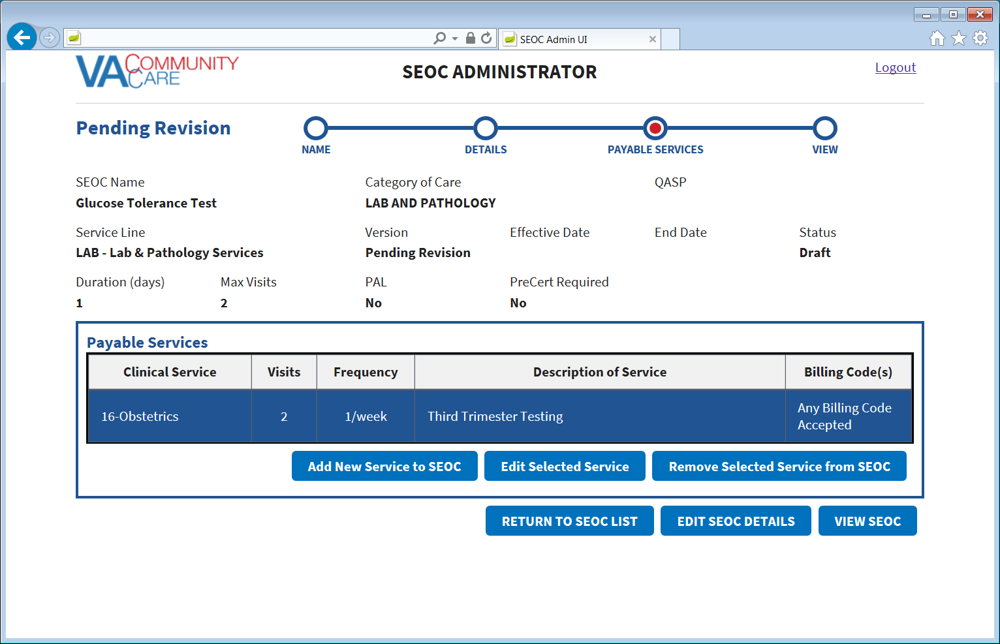 SEOC Admin UI
VA COMMUNITY CARE
SEOC ADMINISTRATOR
Logout
Pending Revision
NAME
DETAILS
PAYABLE SERVICES
VIEW
SEOC Name
Category of Care
QASP
Glucose Tolerance Test
LAB AND PATHOLOGY
Service Line
Version
Effective Date
End Date
Status
LAB - Lab & Pathology Services
Pending Revision
Draft
Duration (days)
Max Visits
PAL
PreCert Required
1
2
No
No
Payable Services
Clinical Service
Visits
Frequency
Description of Service
Billing Code(s)
16-Obstetrics
2
1/week
Third Trimester Testing
Any Billing Code
Accepted
Add New Service to SEOC
Edit Selected Service
Remove Selected Service from SEOC
RETURN TO SEOC LIST
EDIT SEOC DETAILS
VIEW SEOC